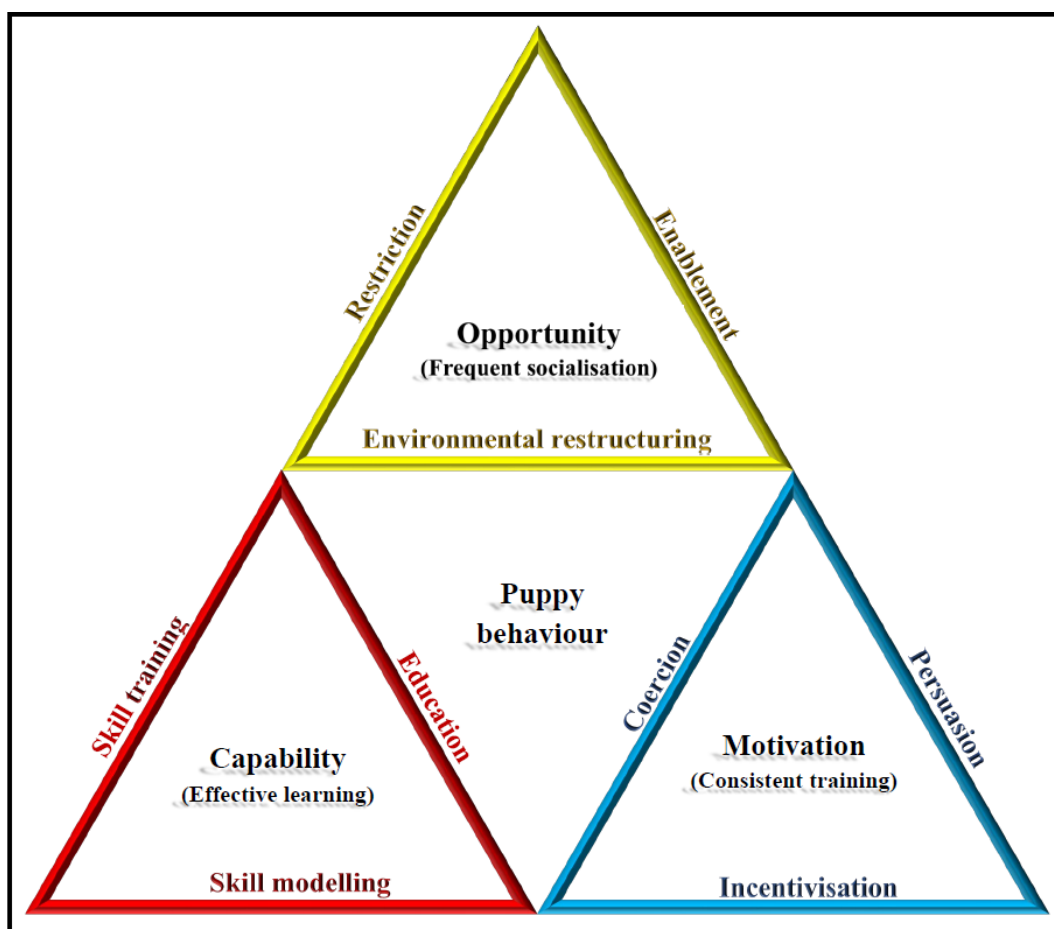 Restriction
Enablement
Opportunity
(Frequent socialisation)
Environmental restructuring
Puppy
behaviour
Skill training
Education
Capability
(Effective learning)
Skill modelling
Coercion
Persuasion
Motivation
(Consistent training)
Incentivisation